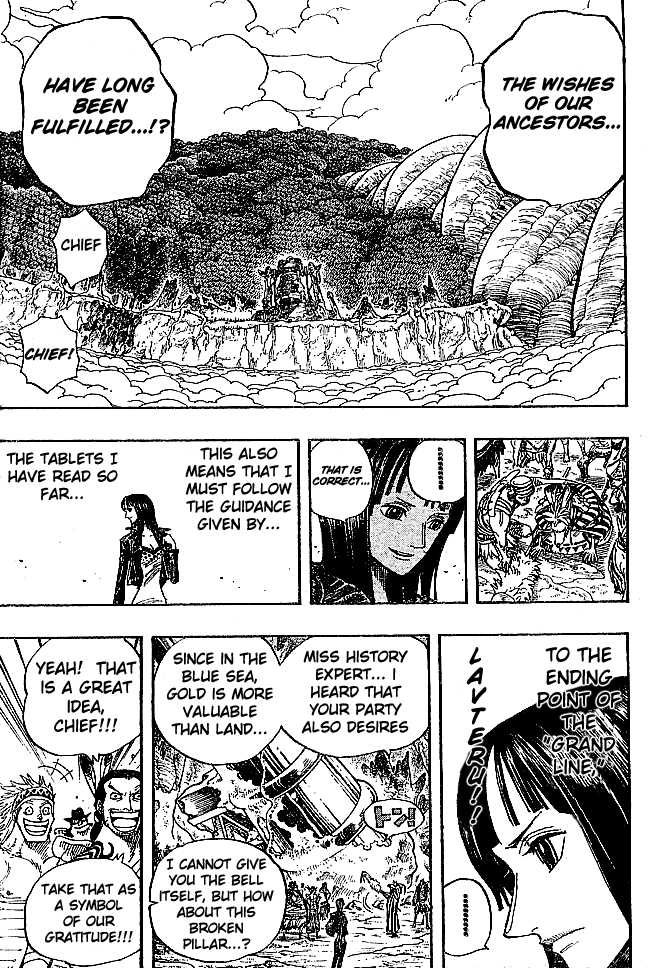 THE WISHES
OF OUR
ANCESTORS...
HAVE LONG
BEEN
FULFILLED...!?
CHIEF
CHIEF!
.........
THAT IS
CORRECT...
THIS ALSO
MEANS THAT I
MUST FOLLOW
THE GUIDANCE
GIVEN BY...
THE TABLETS I
HAVE READ SO
FAR...
TO THE
ENDING
POINT OF
THE
"GRAND
LINE,"
LAVTERU!!
.........
MISS HISTORY
EXPERT... I
HEARD THAT
YOUR PARTY
ALSO DESIRES
SINCE IN THE
BLUE SEA,
GOLD IS MORE
VALUABLE
THAN LAND...
ドン!
I CANNOT GIVE
YOU THE BELL
ITSELF, BUT HOW
ABOUT THIS
BROKEN
PILLAR...?
YEAH! THAT
IS A GREAT
IDEA,
CHIEF!!!
TAKE THAT AS
A SYMBOL
OF OUR
GRATITUDE!!!